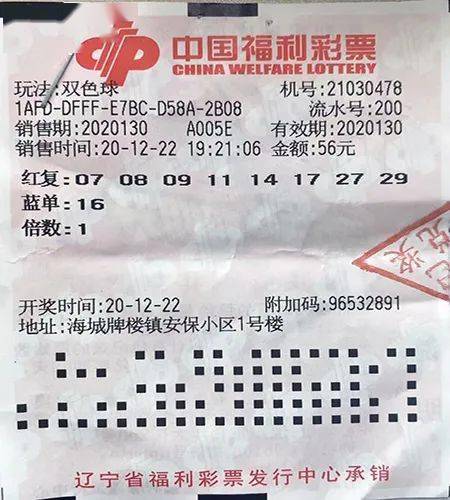 中国福利彩票
CHINA WELFARE LOTTERY
玩法:双色球 机号:21030478
1AFD-DFFF-E7BC-D58A-2B08 流水号:200
销售期:2020130 A005E 有效期:2020130
销售时间:20-12-22 19:21:06 金额:56元
红复:07 08 09 11 14 17 27 29
蓝单:16
倍数:1
已兑奖
开奖时间:20-12-22 附加码:96532891
地址:海城牌楼镇安保小区1号楼
辽宁省福利彩票发行中心承销